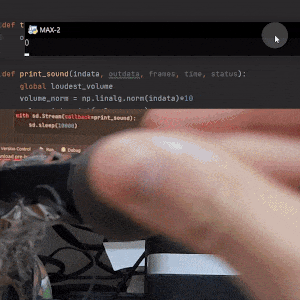 def
MAX-2
0
def print_sound(indata, outdata, frames, time, status):
global loudest_volume
volume_norm = np.linalg.norm(indata)*10
with sd.Stream(callback=print_sound):
sd.sleep(10000)
Version Control Run Debug